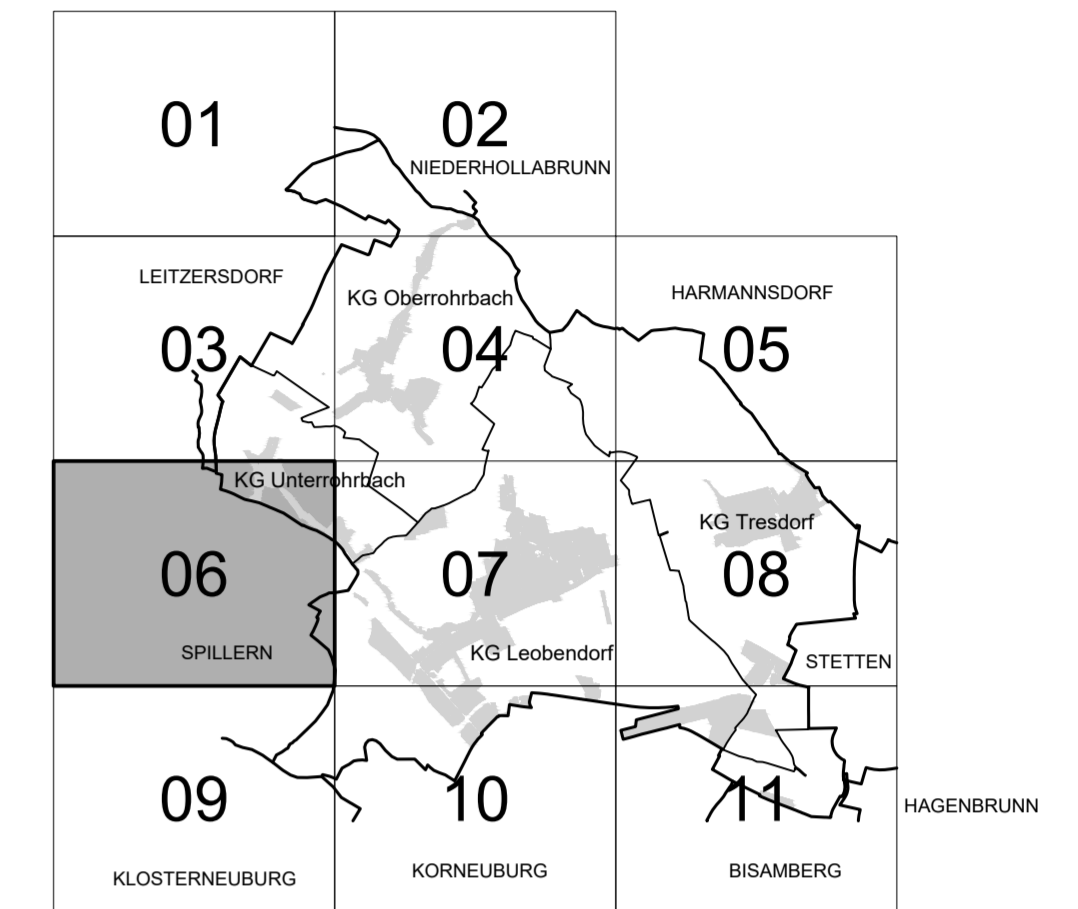 01
02
NIEDERHOLLABRUNN
LEITZERSDORF
HARMANNSDORF
KG Oberrohrbach
03
04
05
KG Unterrohrbach
KG Tresdorf
06
07
08
SPILLERN
KG Leobendorf
STETTEN
09
10
11
HAGENBRUNN
KLOSTERNEUBURG
KORNEUBURG
BISAMBERG